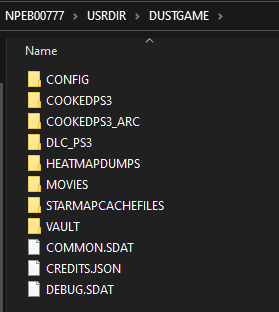 NPEB00777 > USRDIR > DUSTGAME >
Name
CONFIG
COOKEDPS3
COOKEDPS3_ARC
DLC_PS3
HEATMAPDUMPS
MOVIES
STARMAPCACHEFILES
VAULT
COMMON.SDAT
CREDITS.JSON
DEBUG.SDAT